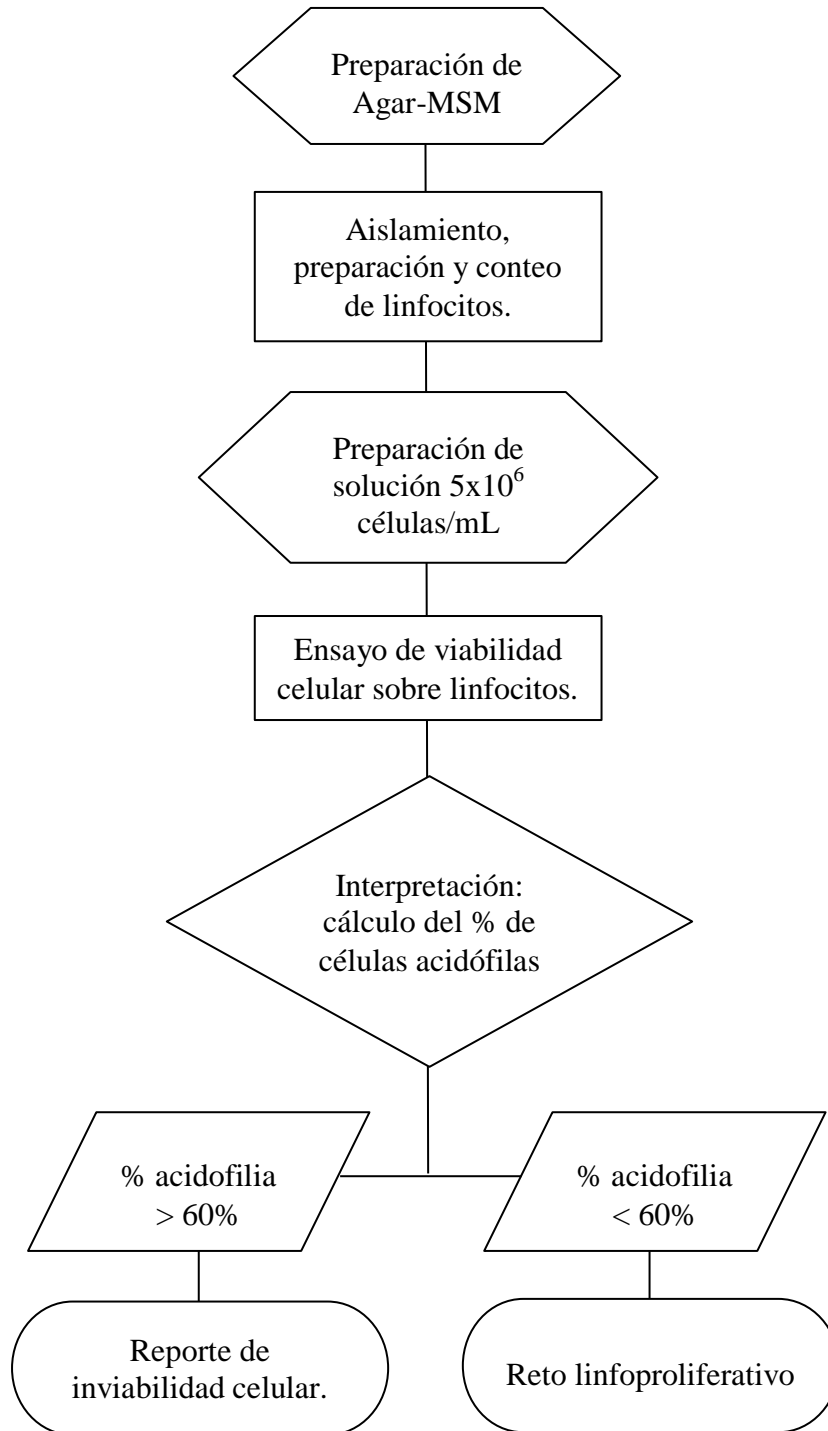 Preparación de
Agar-MSM
Aislamiento,
preparación y conteo
de linfocitos.
Preparación de
solución 5x10⁶
células/mL
Ensayo de viabilidad
celular sobre linfocitos.
Interpretación:
cálculo del % de
células acidófilas
% acidofilia
> 60%
% acidofilia
< 60%
Reporte de
inviabilidad celular.
Reto linfoproliferativo